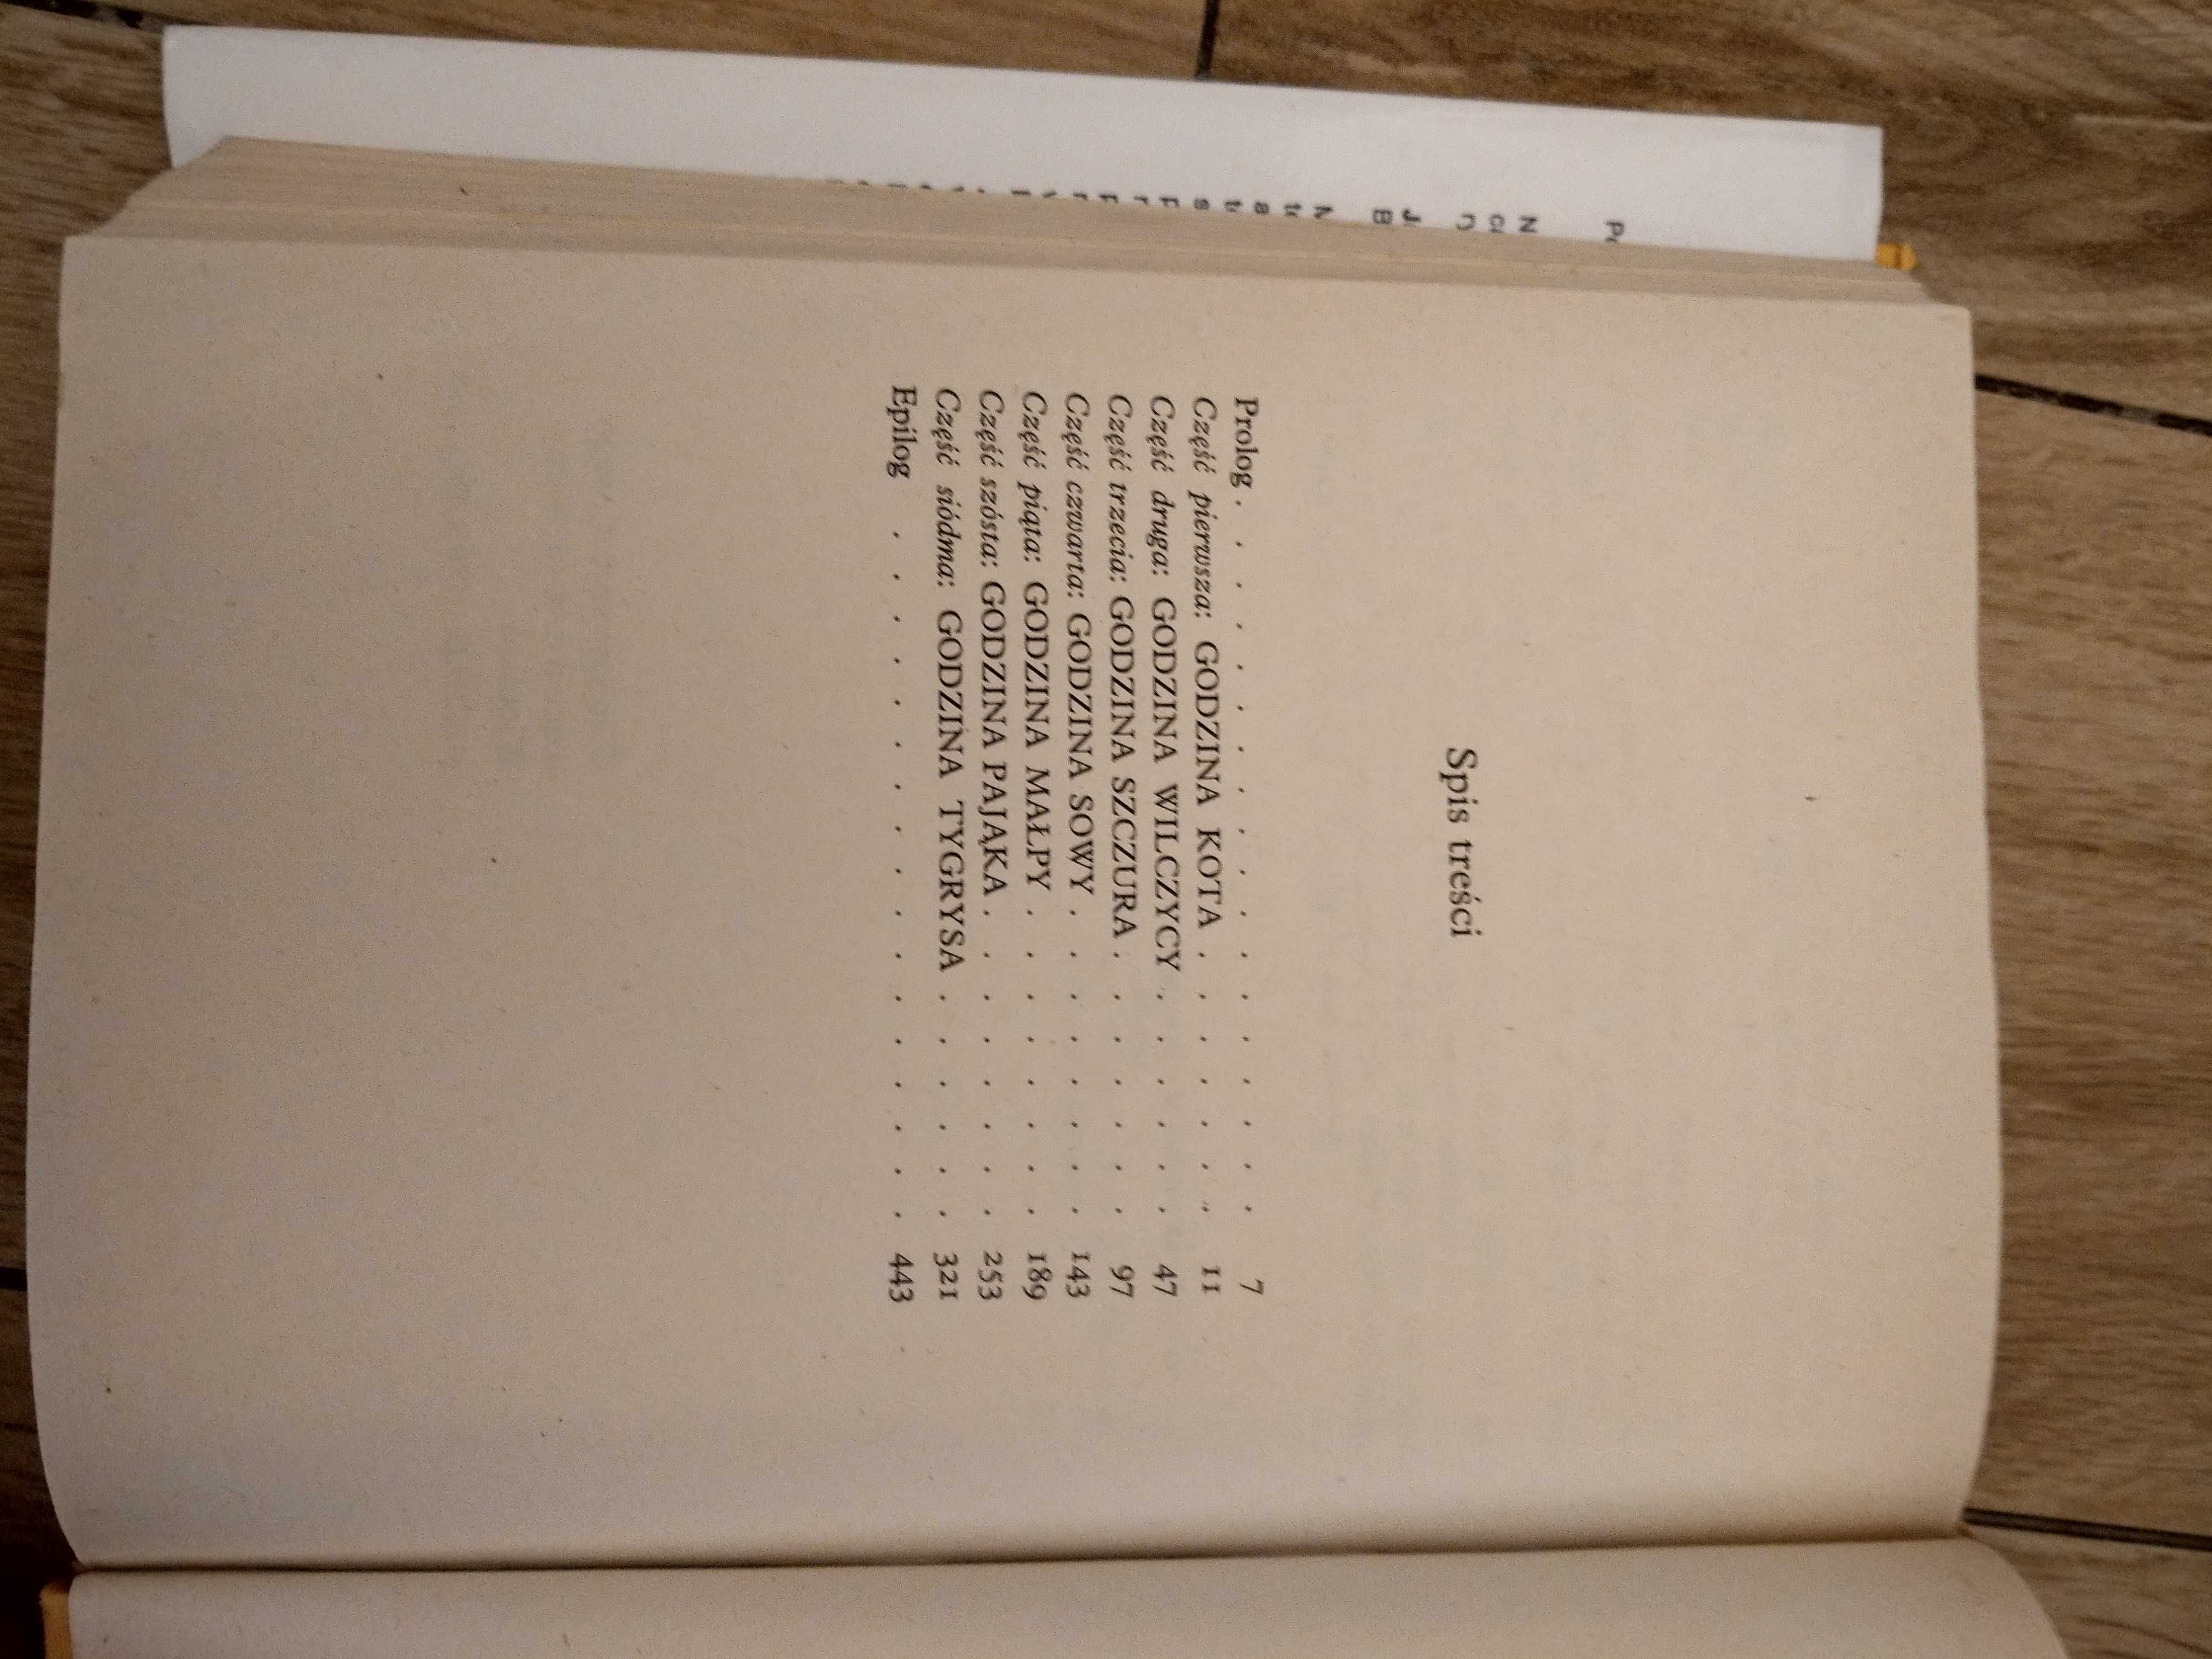 Spis treści
Prolog . . . . . . . . . . . . . . . . . . 7
Część pierwsza: GODZINA KOTA . . . . . . . 11
Część druga: GODZINA WILCZYCY . . . . . . 47
Część trzecia: GODZINA SZCZURA . . . . . . . 97
Część czwarta: GODZINA SOWY . . . . . . . . 143
Część piąta: GODZINA MAŁPY . . . . . . . . 189
Część szósta: GODZINA PAJĄKA . . . . . . . . 253
Część siódma: GODZINA TYGRYSA . . . . . . 321
Epilog . . . . . . . . . . . . . . . . . 443